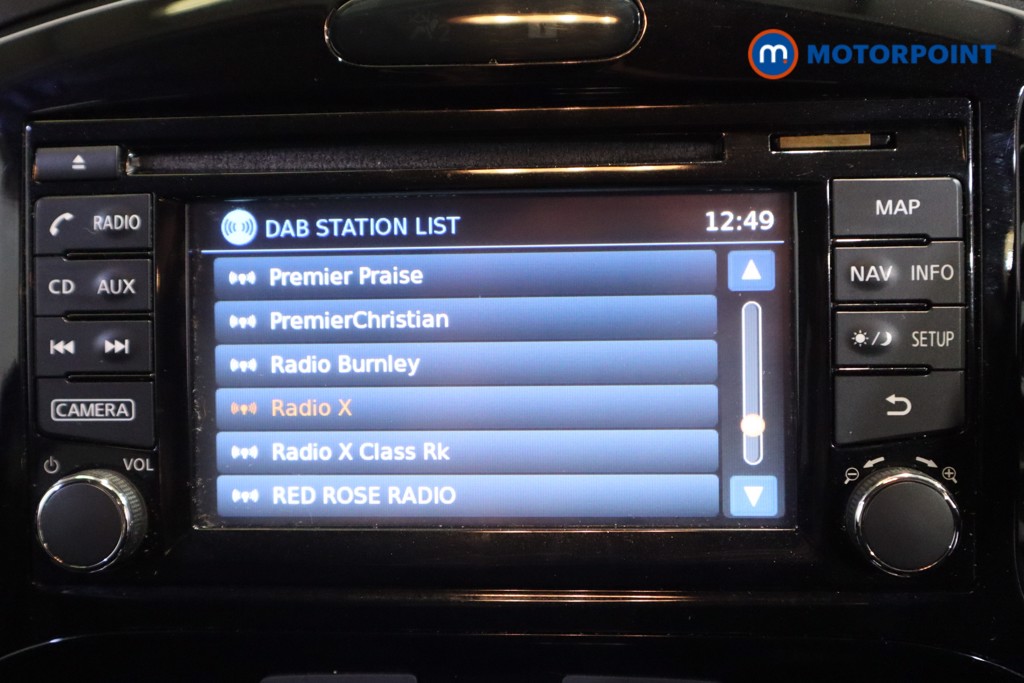 m MOTORPOINT
RADIO
CD AUX
CAMERA
VOL
DAB STATION LIST 12:49
Premier Praise
PremierChristian
Radio Burnley
Radio X
Radio X Class Rk
RED ROSE RADIO
MAP
NAV INFO
SETUP